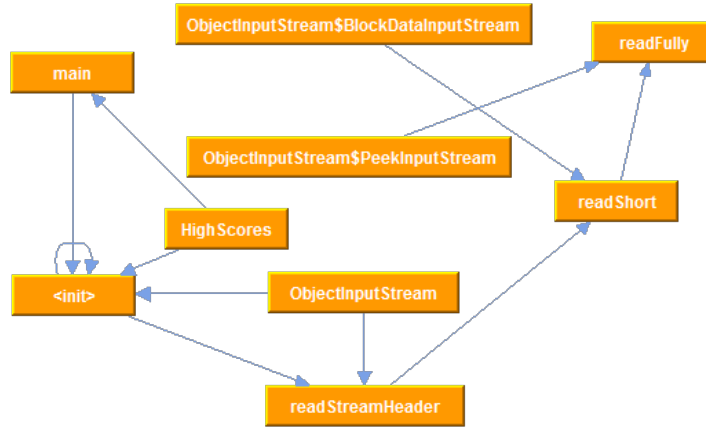 ObjectInputStream$BlockDataInputStream
readFully
main
ObjectInputStream$PeekInputStream
readShort
HighScores
<init>
ObjectInputStream
readStreamHeader